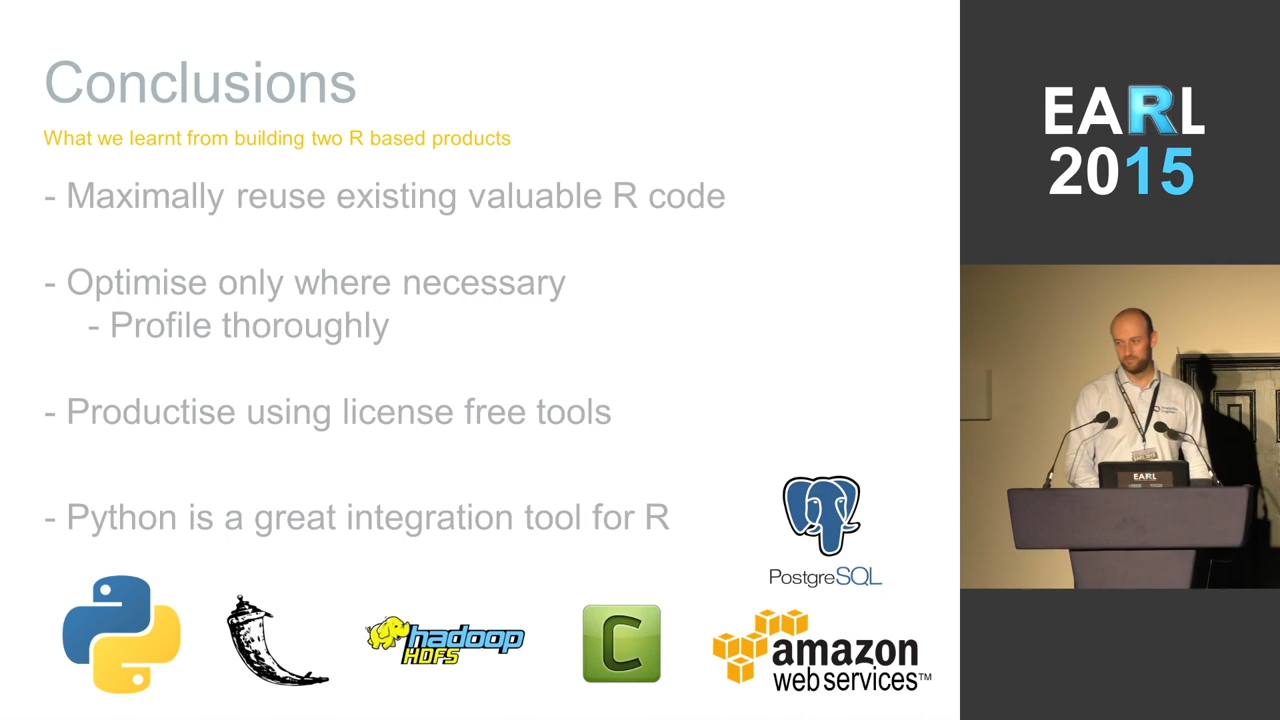 Conclusions
What we learnt from building two R based products
- Maximally reuse existing valuable R code
- Optimise only where necessary
- Profile thoroughly
- Productise using license free tools
- Python is a great integration tool for R
PostgreSQL
hadoop
HDFS
C
amazon
web services™
EARL
2015
EARL